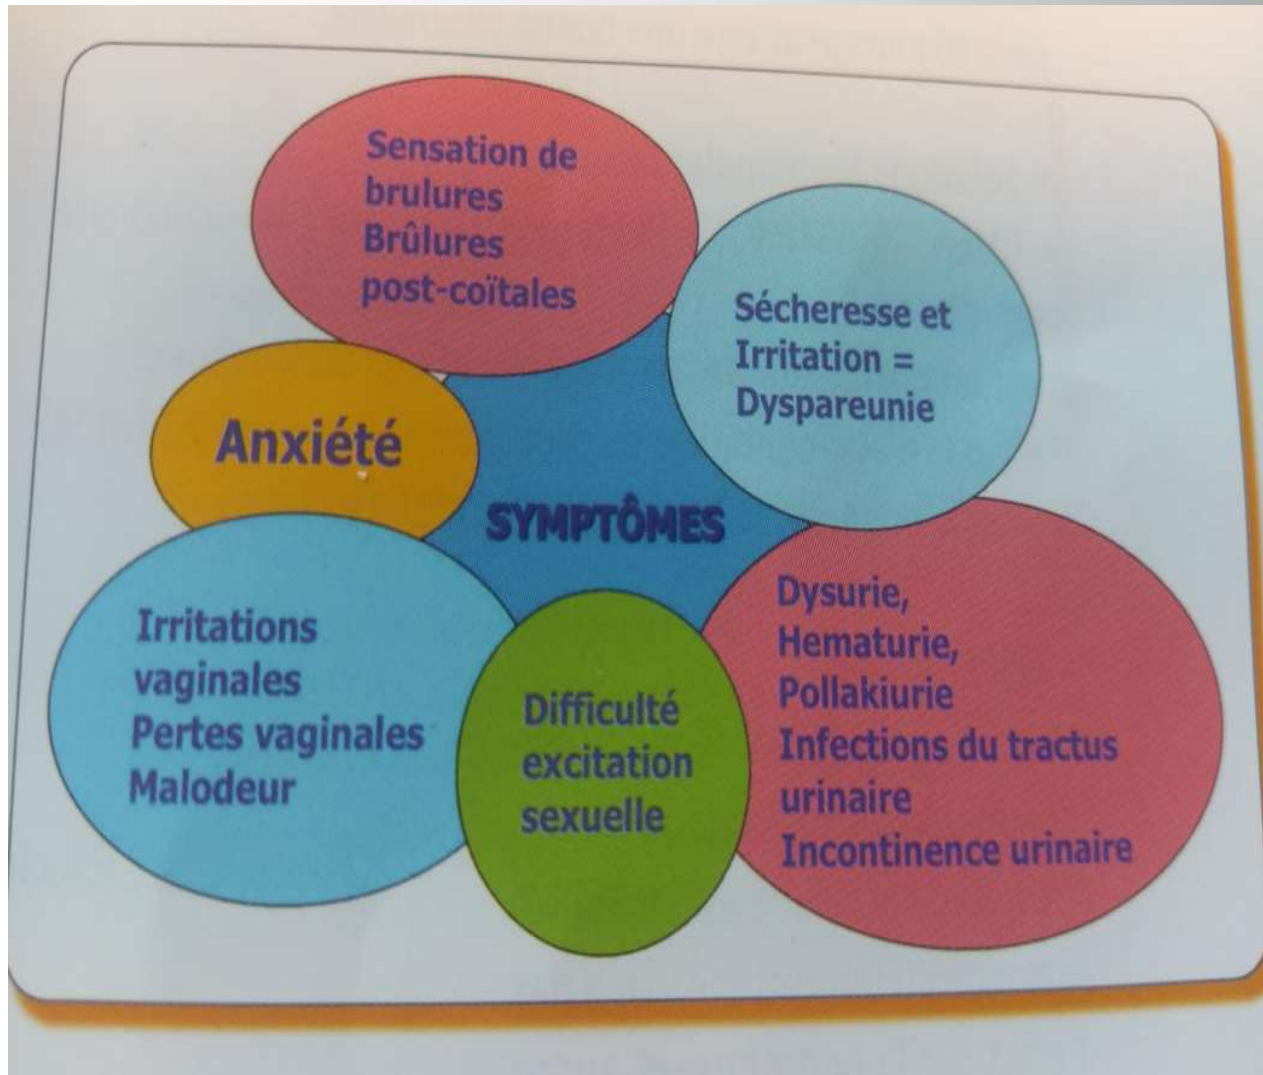 Sensation de
brulures
Brûlures
post-coïtales
Sécheresse et
Irritation =
Dyspareunie
Anxiété
SYMPTÔMES
Irritations
vaginales
Pertes vaginales
Malodeur
Difficulté
excitation
sexuelle
Dysurie,
Hematurie,
Pollakiurie
Infections du tractus
urinaire
Incontinence urinaire